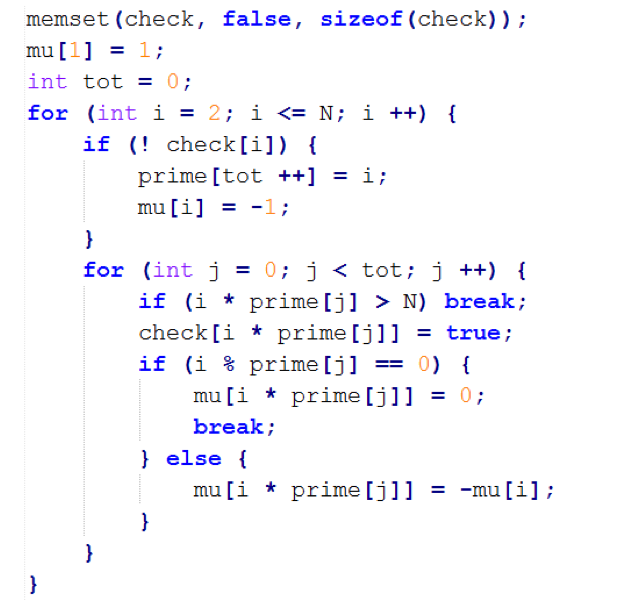 memset(check, false, sizeof(check));
mu[1] = 1;
int tot = 0;
for (int i = 2; i <= N; i ++) {
    if (! check[i]) {
        prime[tot ++] = i;
        mu[i] = -1;
    }
    for (int j = 0; j < tot; j ++) {
        if (i * prime[j] > N) break;
        check[i * prime[j]] = true;
        if (i % prime[j] == 0) {
            mu[i * prime[j]] = 0;
            break;
        } else {
            mu[i * prime[j]] = -mu[i];
        }
    }
}